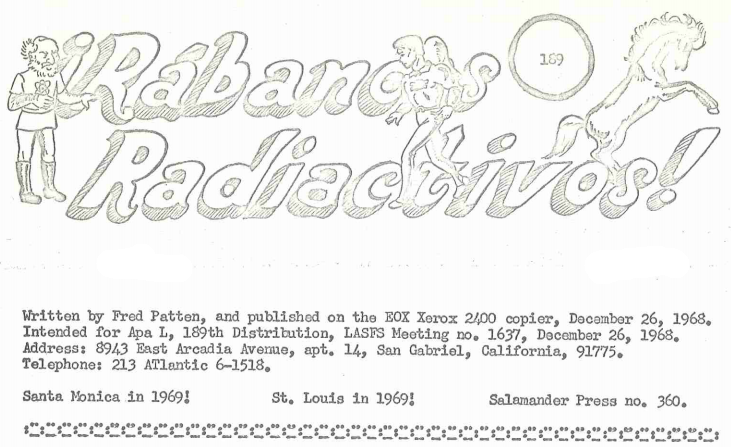 ¡Rábanos
189
Radiactivos!
Written by Fred Patten, and published on the EOX Xerox 2400 copier, December 26, 1968.
Intended for Apa L, 189th Distribution, LASFS Meeting no. 1637, December 26, 1968.
Address: 8943 East Arcadia Avenue, apt. 14, San Gabriel, California, 91775.
Telephone: 213 ATlantic 6-1518.
Santa Monica in 1969! St. Louis in 1969! Salamander Press no. 360.